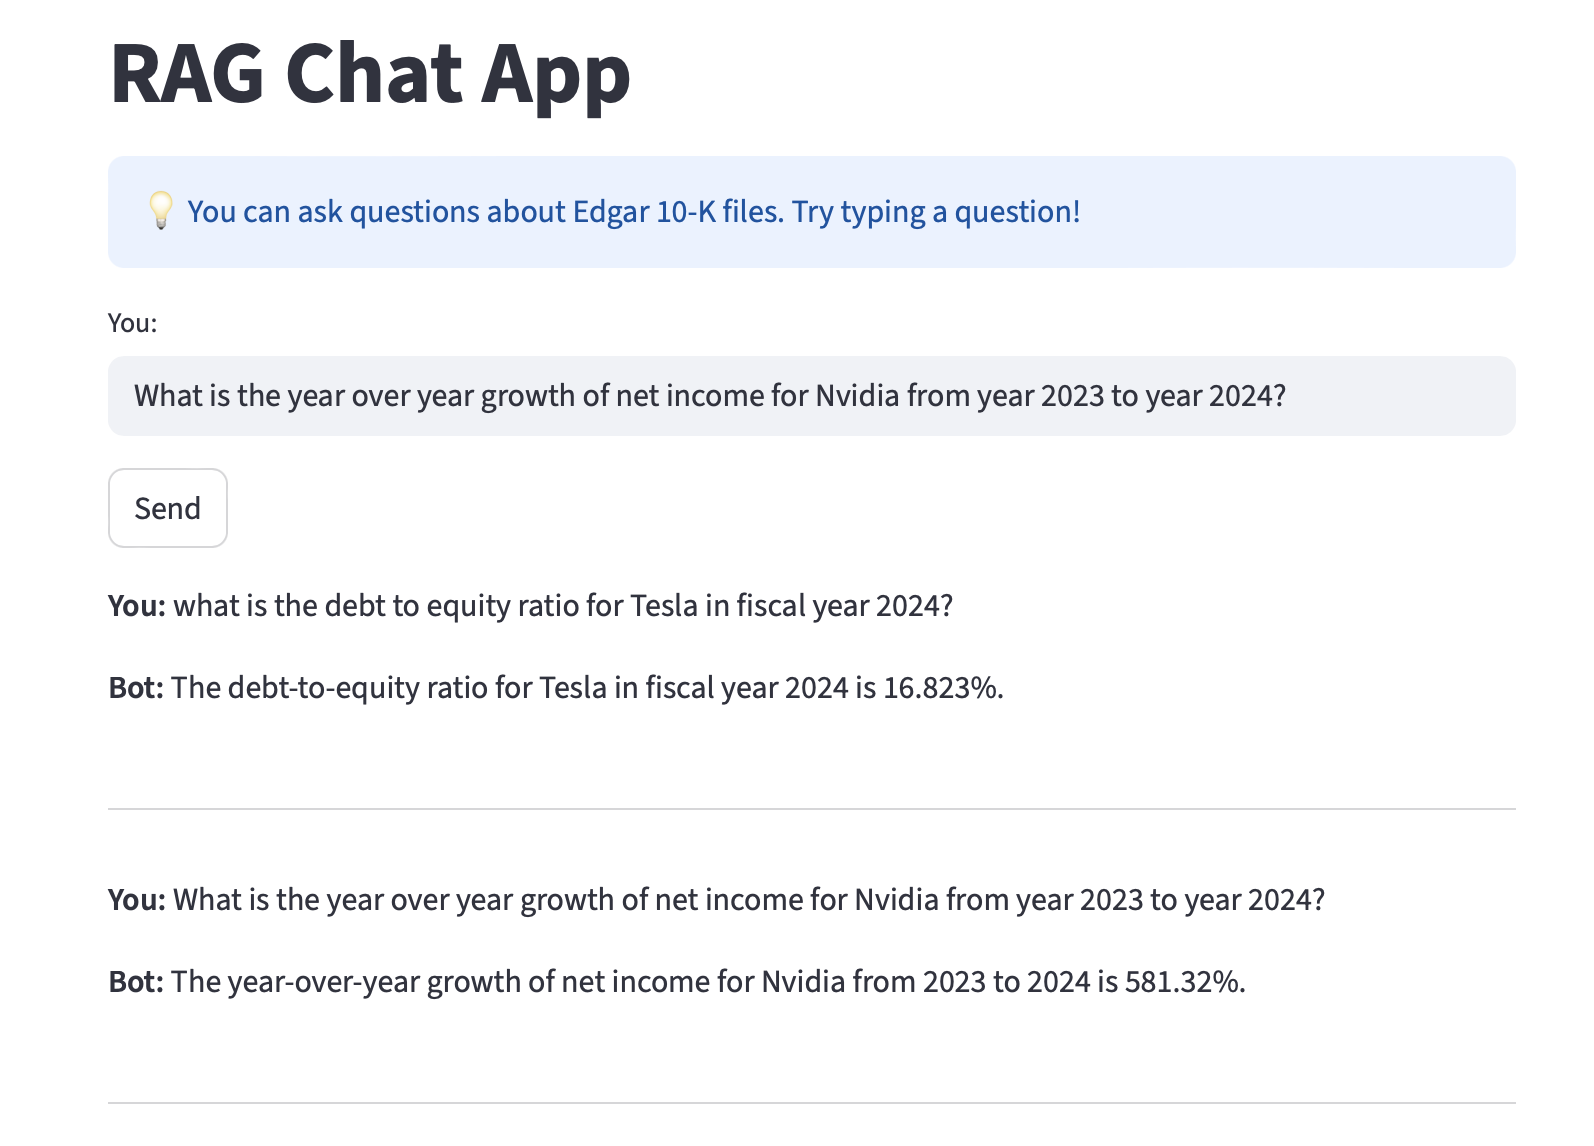 RAG Chat App
💡 You can ask questions about Edgar 10-K files. Try typing a question!
You:
What is the year over year growth of net income for Nvidia from year 2023 to year 2024?
Send
You: what is the debt to equity ratio for Tesla in fiscal year 2024?
Bot: The debt-to-equity ratio for Tesla in fiscal year 2024 is 16.823%.
You: What is the year over year growth of net income for Nvidia from year 2023 to year 2024?
Bot: The year-over-year growth of net income for Nvidia from 2023 to 2024 is 581.32%.